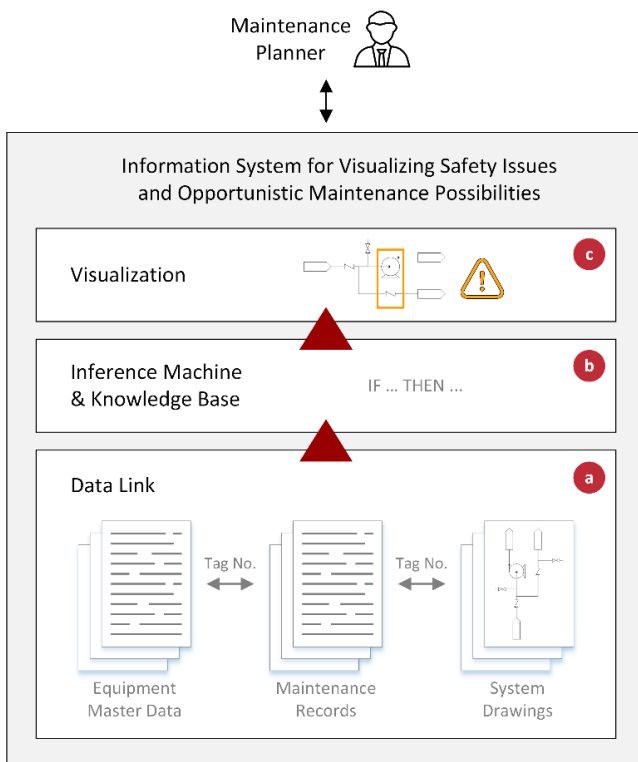 Maintenance
Planner
Information System for Visualizing Safety Issues
and Opportunistic Maintenance Possibilities
Visualization
c
Inference Machine
& Knowledge Base
IF ... THEN ...
b
Data Link
a
Tag No.
Tag No.
Equipment
Master Data
Maintenance
Records
System
Drawings